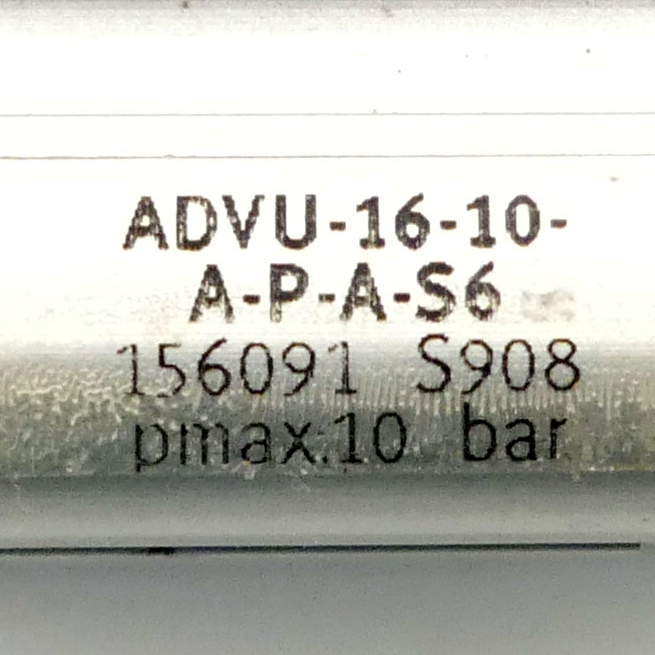 ADVU-16-10-
A-P-A-S6
156091 S908
pmax.10 bar